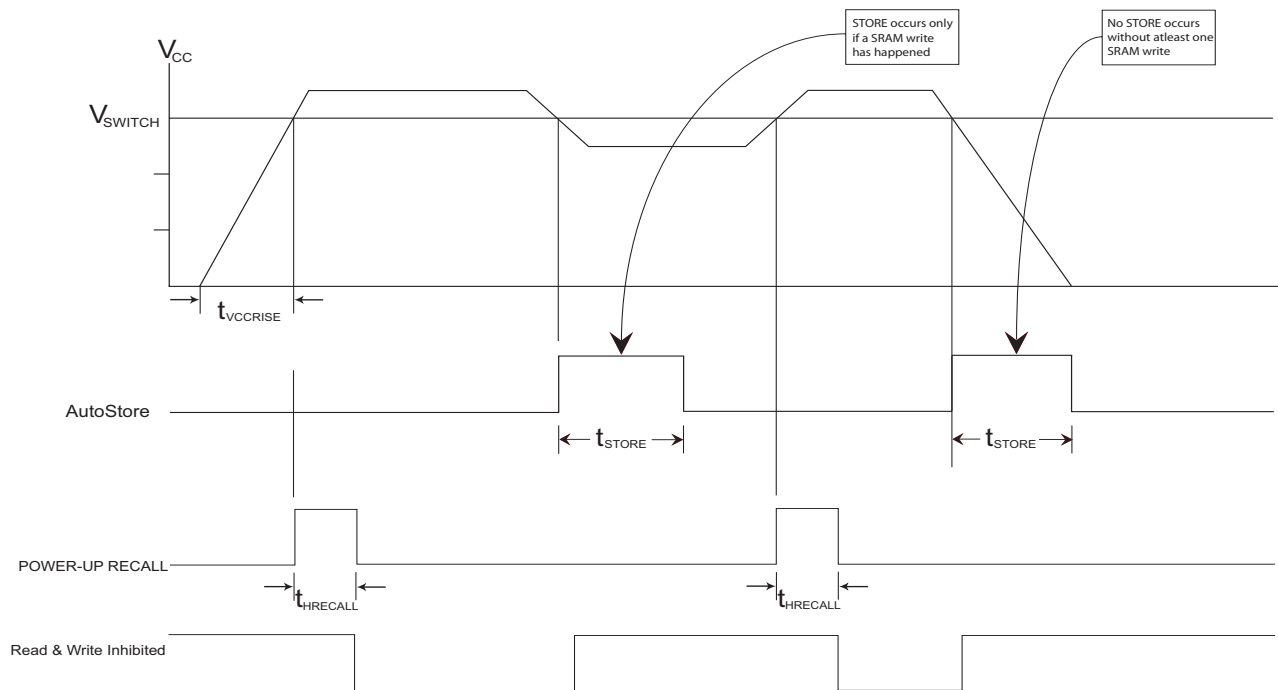 STORE occurs only
if a SRAM write
has happened
No STORE occurs
without atleast one
SRAM write
VCC
VSWITCH
tVCCRISE
AutoStore
tSTORE
tSTORE
POWER-UP RECALL
tHRECALL
tHRECALL
Read & Write Inhibited